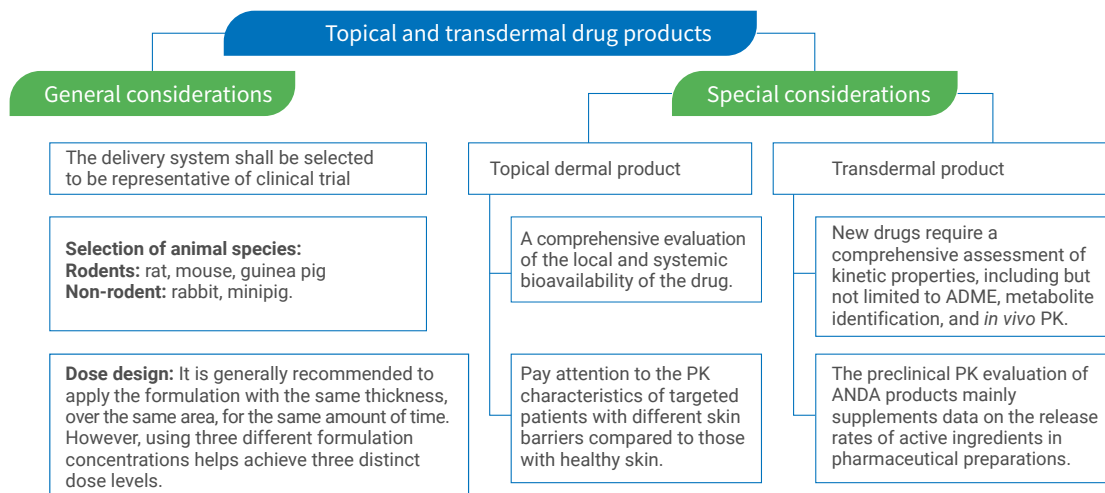 Topical and transdermal drug products
General considerations
Special considerations
The delivery system shall be selected
to be representative of clinical trial
Selection of animal species:
Rodents: rat, mouse, guinea pig
Non-rodent: rabbit, minipig.
Dose design: It is generally recommended to
apply the formulation with the same thickness,
over the same area, for the same amount of time.
However, using three different formulation
concentrations helps achieve three distinct
dose levels.
Topical dermal product
A comprehensive evaluation
of the local and systemic
bioavailability of the drug.
Pay attention to the PK
characteristics of targeted
patients with different skin
barriers compared to those
with healthy skin.
Transdermal product
New drugs require a
comprehensive assessment of
kinetic properties, including but
not limited to ADME, metabolite
identification, and in vivo PK.
The preclinical PK evaluation of
ANDA products mainly
supplements data on the release
rates of active ingredients in
pharmaceutical preparations.